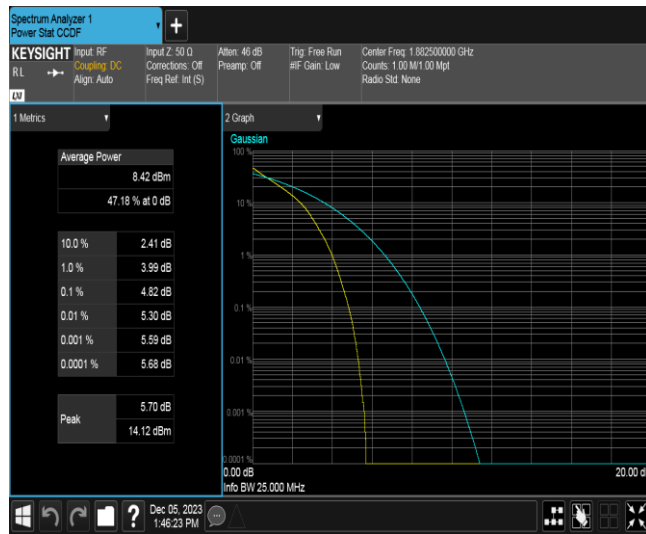 Spectrum Analyzer 1
Power Stat CCDF
+
KEYSIGHT
RL
LXI
Input: RF
Coupling: DC
Align: Auto
Input Z: 50 Ω
Corrections: Off
Freq Ref: Int (S)
Atten: 46 dB
Preamp: Off
Trig: Free Run
#IF Gain: Low
Center Freq: 1.882500000 GHz
Counts: 1.00 M/1.00 Mpt
Radio Std: None
1 Metrics
Average Power
8.42 dBm
47.18 % at 0 dB
10.0 % 2.41 dB
1.0 % 3.99 dB
0.1 % 4.82 dB
0.01 % 5.30 dB
0.001 % 5.59 dB
0.0001 % 5.68 dB
Peak
5.70 dB
14.12 dBm
2 Graph
Gaussian
100 %
10 %
1 %
0.1 %
0.01 %
0.001 %
0.0001 %
0.00 dB
20.00 d
Info BW 25.000 MHz
?
Dec 05, 2023
1:46:23 PM